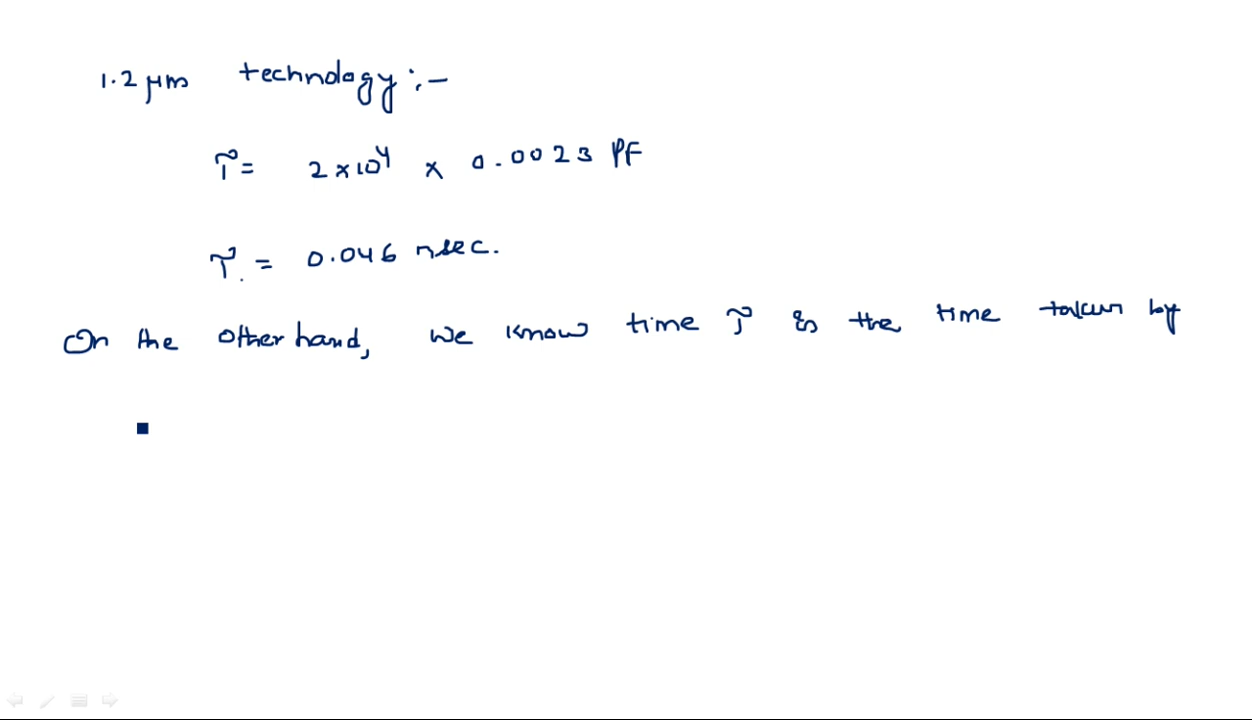 1.2 μm technology :-
τ = 2 × 10⁴ × 0.0023 PF
τ = 0.046 nsec.
On the other hand, we know time τ is the time taken by